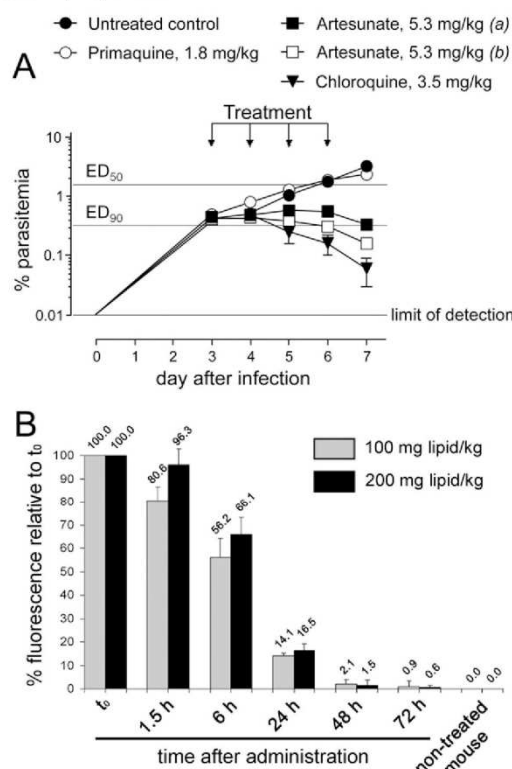 Untreated control
Primaquine, 1.8 mg/kg
Artesunate, 5.3 mg/kg (a)
Artesunate, 5.3 mg/kg (b)
Chloroquine, 3.5 mg/kg
A
Treatment
% parasitemia
10
1
0.1
0.01
ED50
ED90
limit of detection
0 1 2 3 4 5 6 7
day after infection
B
100 mg lipid/kg
200 mg lipid/kg
% fluorescence relative to t0
100
90
80
70
60
50
40
30
20
10
0
100.0 100.0
80.6 96.3
56.2 66.1
14.1 16.5
2.1 1.5
0.9 0.6
0.0 0.0
t0 1.5 h 6 h 24 h 48 h 72 h
non-treated
mouse
time after administration